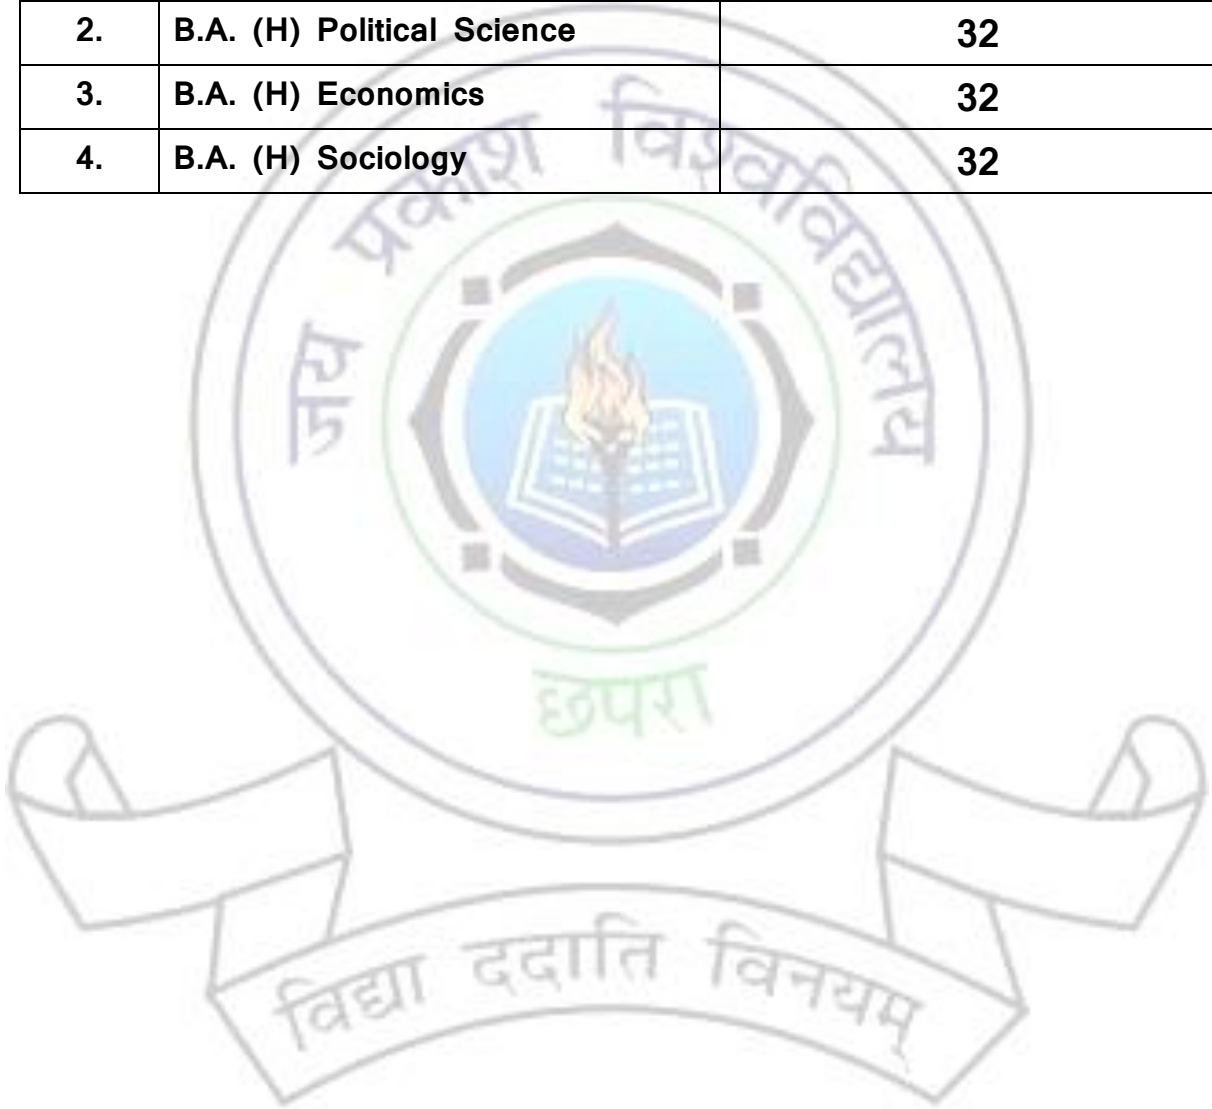 2. B.A. (H) Political Science 32
3. B.A. (H) Economics 32
4. B.A. (H) Sociology 32
जय प्रकाश विश्वविद्यालय
छपरा
विद्या ददाति विनयम्